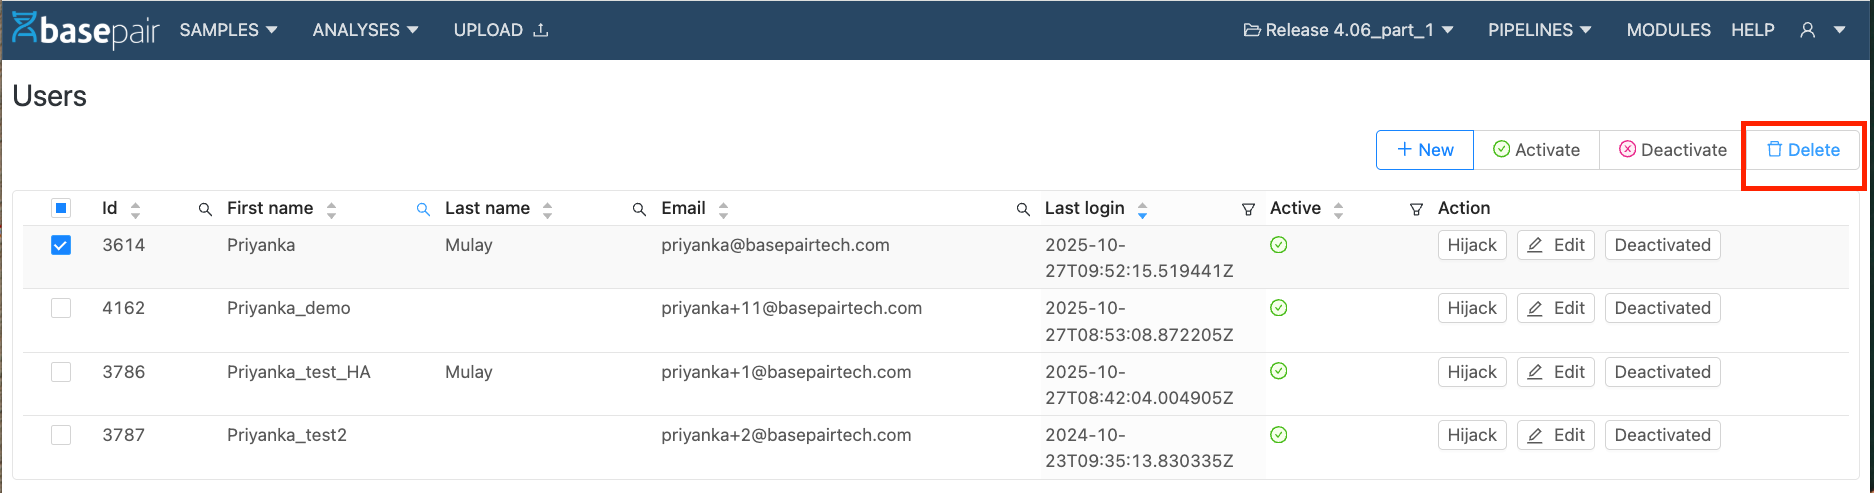 basepair SAMPLES ANALYSES UPLOAD Release 4.06_part_1 PIPELINES MODULES HELP
Users
+ New Activate Deactivate Delete
Id First name Last name Email Last login Active Action
3614 Priyanka Mulay priyanka@basepairtech.com 2025-10-27T09:52:15.519441Z Hijack Edit Deactivated
4162 Priyanka_demo priyanka+11@basepairtech.com 2025-10-27T08:53:08.872205Z Hijack Edit Deactivated
3786 Priyanka_test_HA Mulay priyanka+1@basepairtech.com 2025-10-27T08:42:04.004905Z Hijack Edit Deactivated
3787 Priyanka_test2 priyanka+2@basepairtech.com 2024-10-23T09:35:13.830335Z Hijack Edit Deactivated